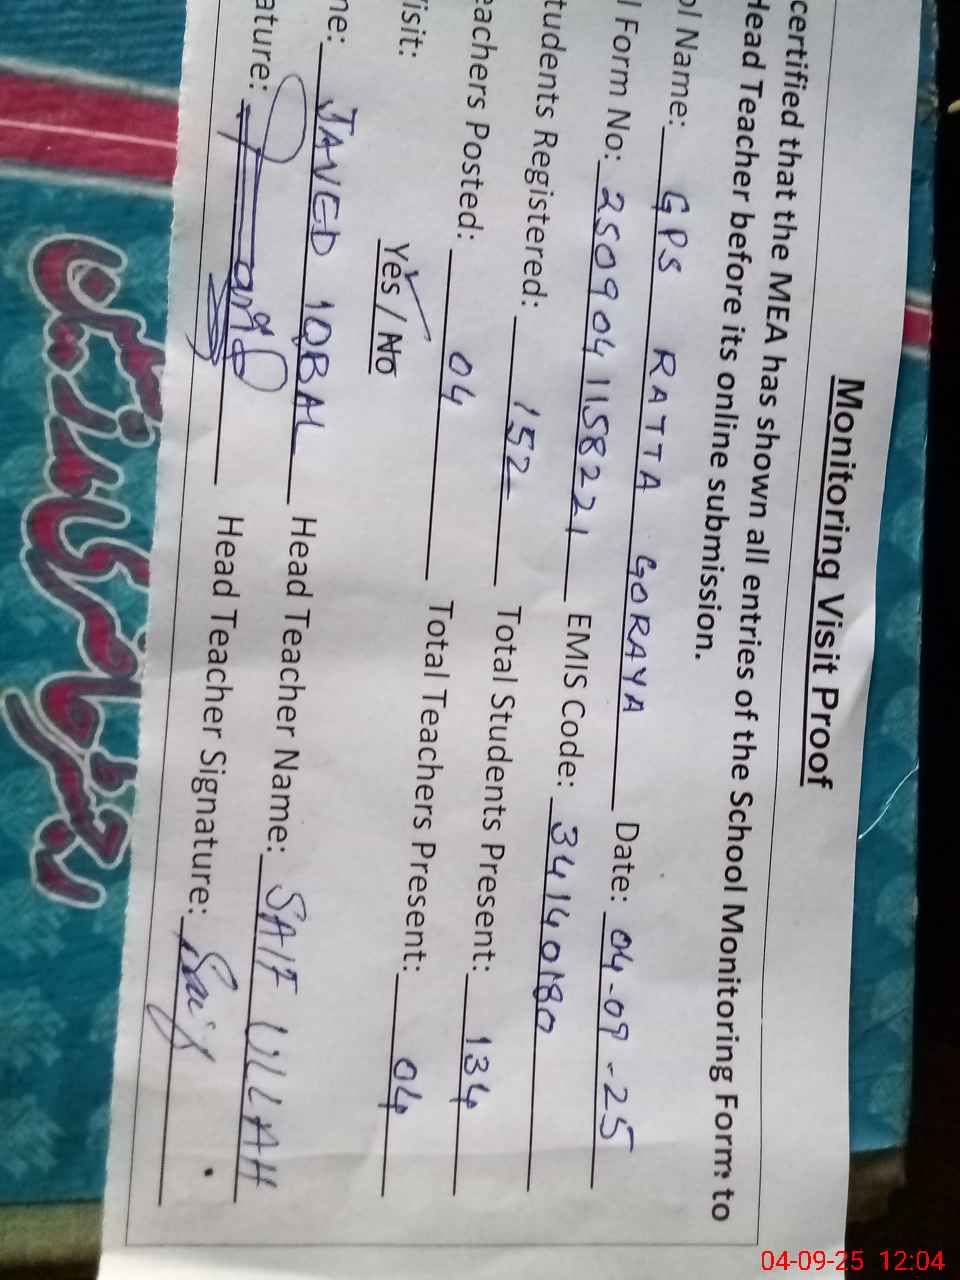 Monitoring Visit Proof
certified that the MEA has shown all entries of the School Monitoring Form to
Head Teacher before its online submission.
ol Name: GPS RATTA GORAYA Date: 04-09-25
l Form No: 250904115821 EMIS Code: 34140180
tudents Registered: 152 Total Students Present: 134
eachers Posted: 04 Total Teachers Present: 04
isit: Yes / No
me: JAVED IQBAL Head Teacher Name: SAIF ULLAH
ature: Head Teacher Signature: Saif
04-09-25 12:04